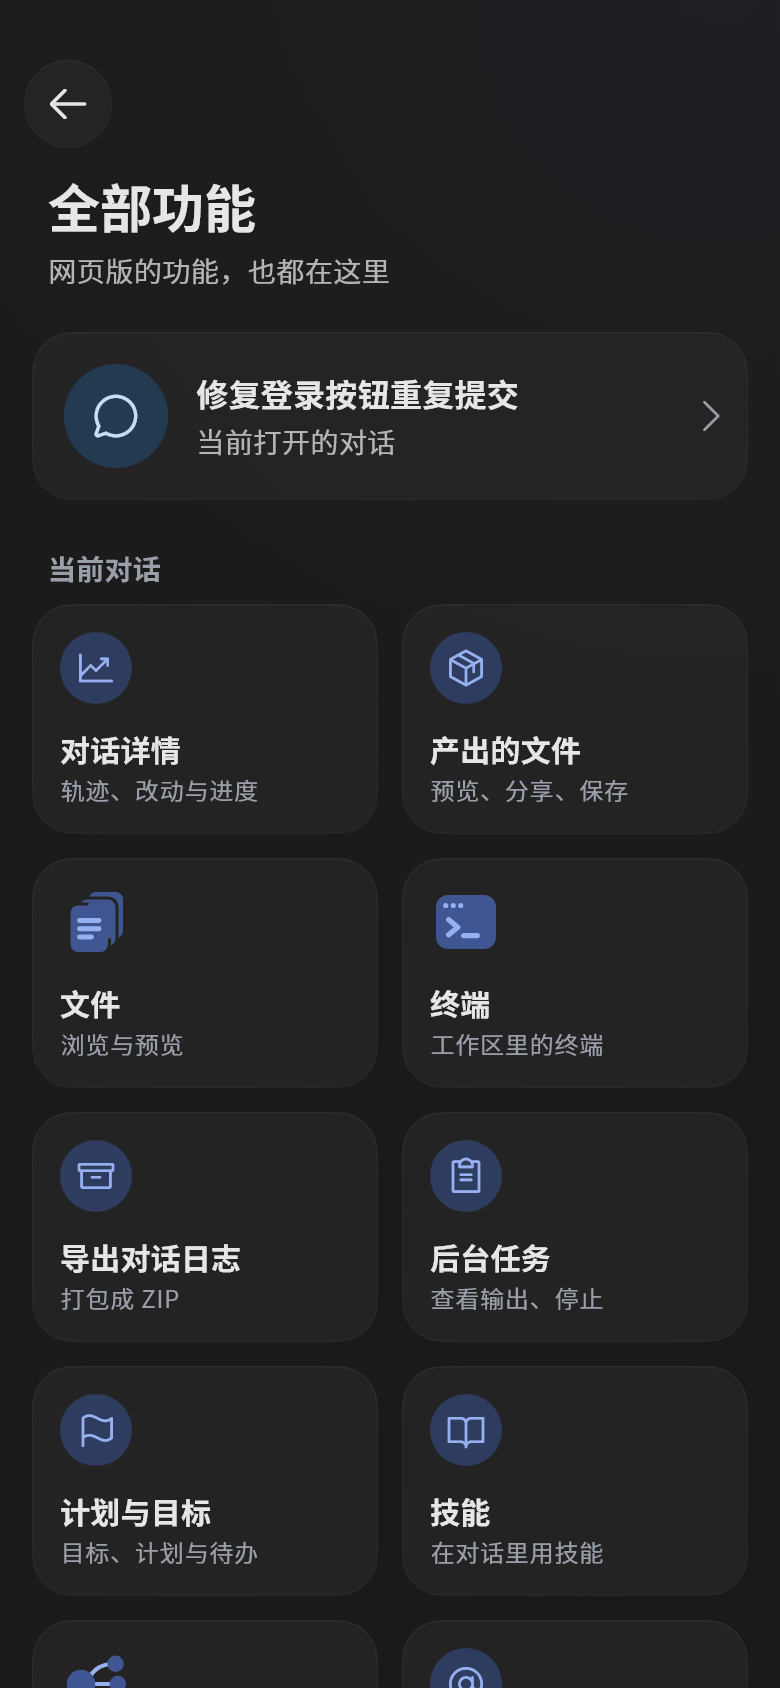 全部功能
网页版的功能，也都在这里
修复登录按钮重复提交
当前打开的对话
当前对话
对话详情
轨迹、改动与进度
产出的文件
预览、分享、保存
文件
浏览与预览
终端
工作区里的终端
导出对话日志
打包成 ZIP
后台任务
查看输出、停止
计划与目标
目标、计划与待办
技能
在对话里用技能